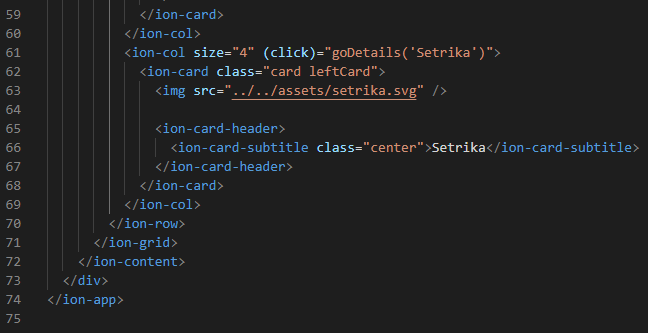 59 </ion-card>
60 </ion-col>
61 <ion-col size="4" (click)="goDetails('Setrika')">
62 <ion-card class="card leftCard">
63 <img src="../../assets/setrika.svg" />
64
65 <ion-card-header>
66 <ion-card-subtitle class="center">Setrika</ion-card-subtitle>
67 </ion-card-header>
68 </ion-card>
69 </ion-col>
70 </ion-row>
71 </ion-grid>
72 </ion-content>
73 </div>
74 </ion-app>
75